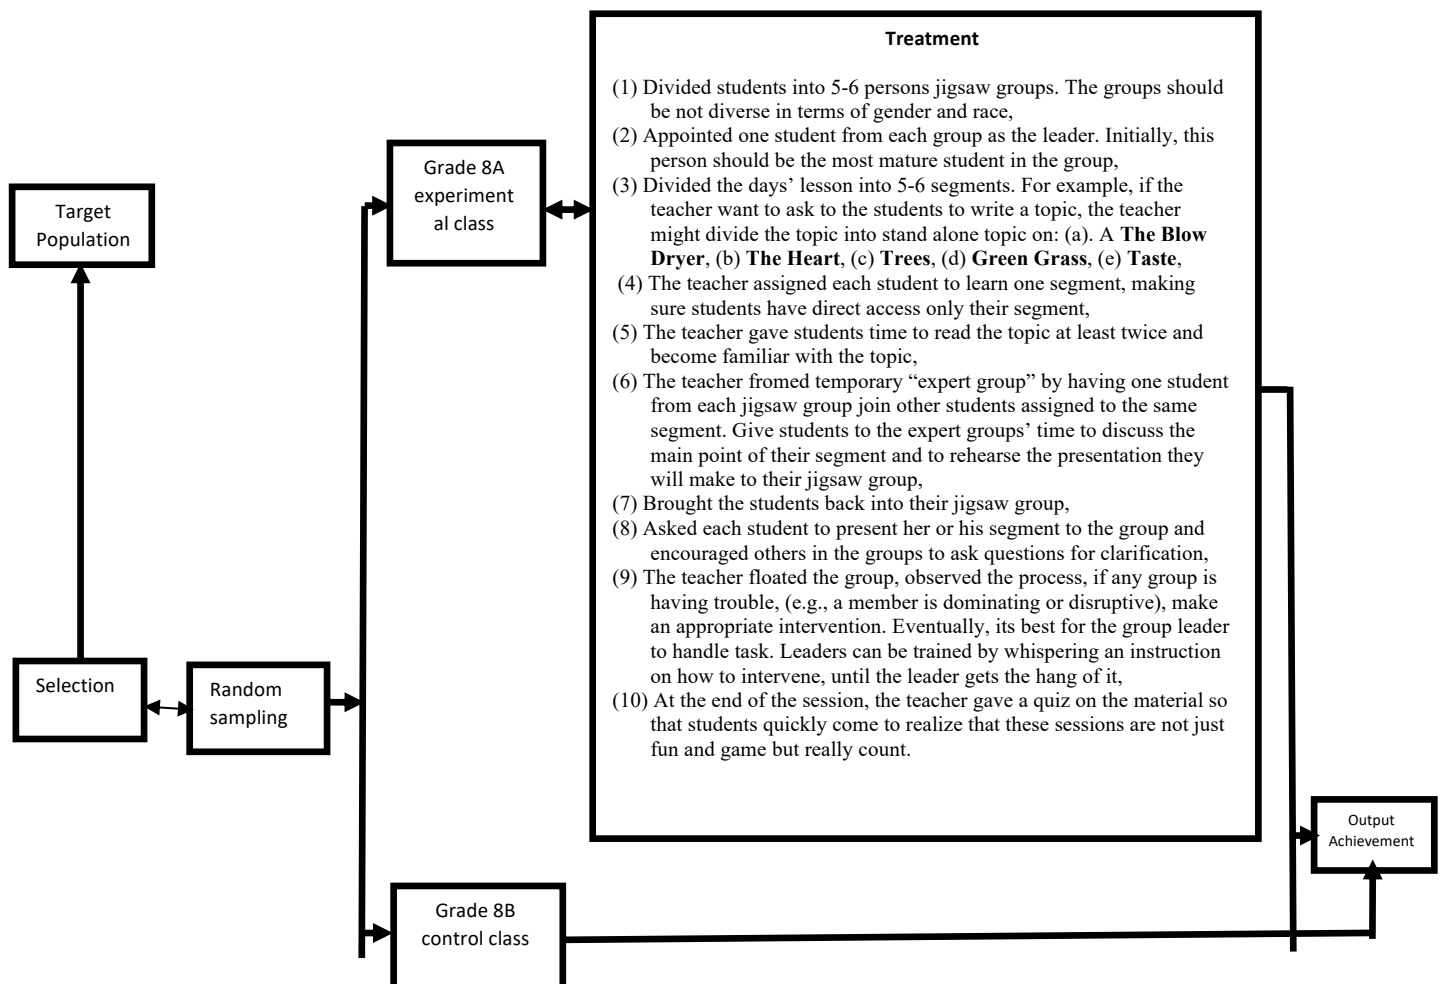 Target
Population
Selection
Random
sampling
Grade 8A
experiment
al class
Treatment
(1) Divided students into 5-6 persons jigsaw groups. The groups should
be not diverse in terms of gender and race,
(2) Appointed one student from each group as the leader. Initially, this
person should be the most mature student in the group,
(3) Divided the days’ lesson into 5-6 segments. For example, if the
teacher want to ask to the students to write a topic, the teacher
might divide the topic into stand alone topic on: (a). A The Blow
Dryer, (b) The Heart, (c) Trees, (d) Green Grass, (e) Taste,
(4) The teacher assigned each student to learn one segment, making
sure students have direct access only their segment,
(5) The teacher gave students time to read the topic at least twice and
become familiar with the topic,
(6) The teacher fromed temporary “expert group” by having one student
from each jigsaw group join other students assigned to the same
segment. Give students to the expert groups’ time to discuss the
main point of their segment and to rehearse the presentation they
will make to their jigsaw group,
(7) Brought the students back into their jigsaw group,
(8) Asked each student to present her or his segment to the group and
encouraged others in the groups to ask questions for clarification,
(9) The teacher floated the group, observed the process, if any group is
having trouble, (e.g., a member is dominating or disruptive), make
an appropriate intervention. Eventually, its best for the group leader
to handle task. Leaders can be trained by whispering an instruction
on how to intervene, until the leader gets the hang of it,
(10) At the end of the session, the teacher gave a quiz on the material so
that students quickly come to realize that these sessions are not just
fun and game but really count.
Grade 8B
control class
Output
Achievement